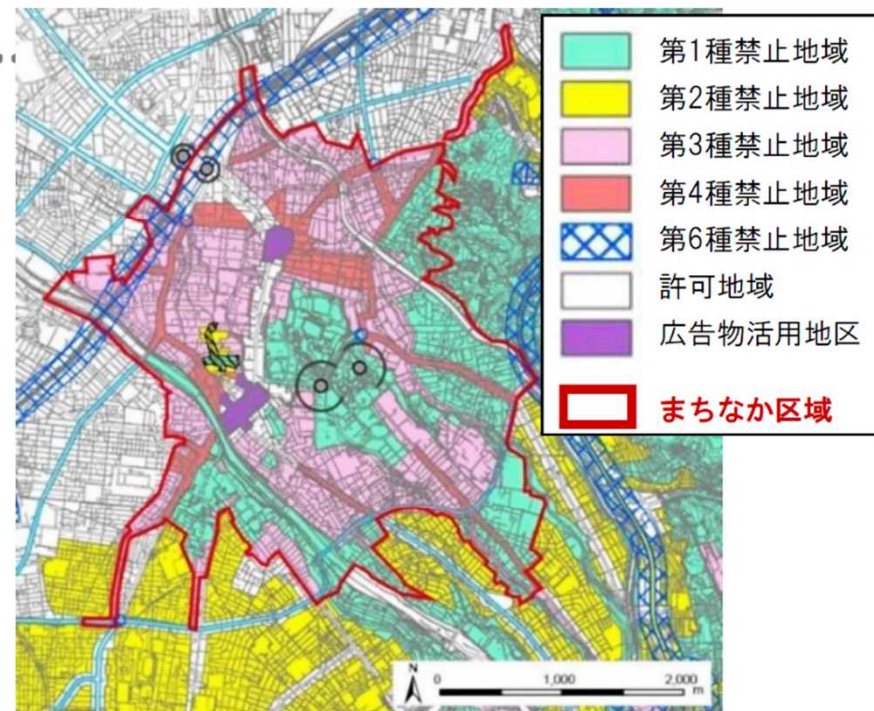 第1種禁止地域
第2種禁止地域
第3種禁止地域
第4種禁止地域
第6種禁止地域
許可地域
広告物活用地区
まちなか区域
N
0 1,000 2,000
m